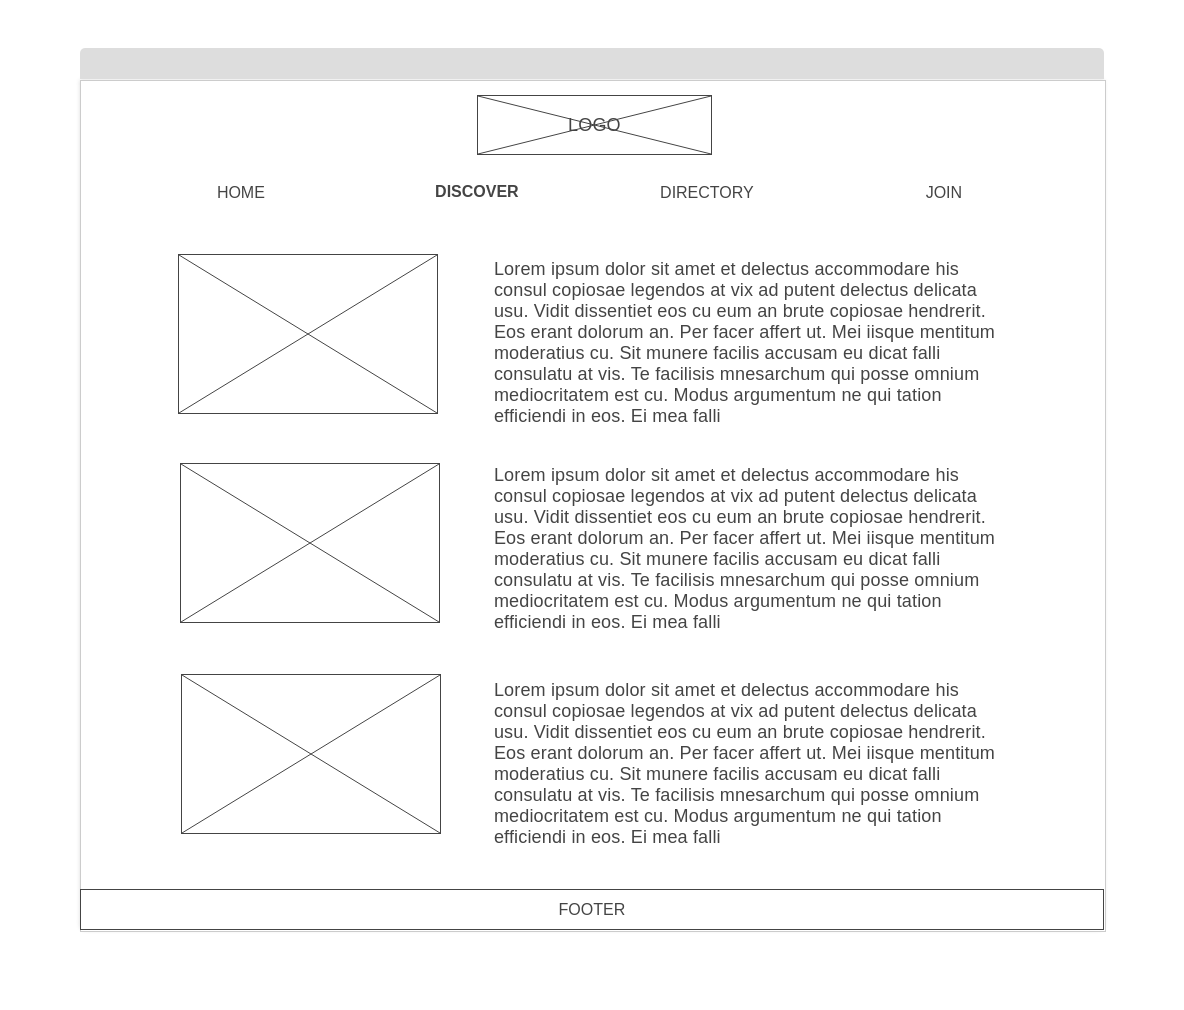 LOGO
HOME DISCOVER DIRECTORY JOIN
Lorem ipsum dolor sit amet et delectus accommodare his
consul copiosae legendos at vix ad putent delectus delicata
usu. Vidit dissentiet eos cu eum an brute copiosae hendrerit.
Eos erant dolorum an. Per facer affert ut. Mei iisque mentitum
moderatius cu. Sit munere facilis accusam eu dicat falli
consulatu at vis. Te facilisis mnesarchum qui posse omnium
mediocritatem est cu. Modus argumentum ne qui tation
efficiendi in eos. Ei mea falli
Lorem ipsum dolor sit amet et delectus accommodare his
consul copiosae legendos at vix ad putent delectus delicata
usu. Vidit dissentiet eos cu eum an brute copiosae hendrerit.
Eos erant dolorum an. Per facer affert ut. Mei iisque mentitum
moderatius cu. Sit munere facilis accusam eu dicat falli
consulatu at vis. Te facilisis mnesarchum qui posse omnium
mediocritatem est cu. Modus argumentum ne qui tation
efficiendi in eos. Ei mea falli
Lorem ipsum dolor sit amet et delectus accommodare his
consul copiosae legendos at vix ad putent delectus delicata
usu. Vidit dissentiet eos cu eum an brute copiosae hendrerit.
Eos erant dolorum an. Per facer affert ut. Mei iisque mentitum
moderatius cu. Sit munere facilis accusam eu dicat falli
consulatu at vis. Te facilisis mnesarchum qui posse omnium
mediocritatem est cu. Modus argumentum ne qui tation
efficiendi in eos. Ei mea falli
FOOTER